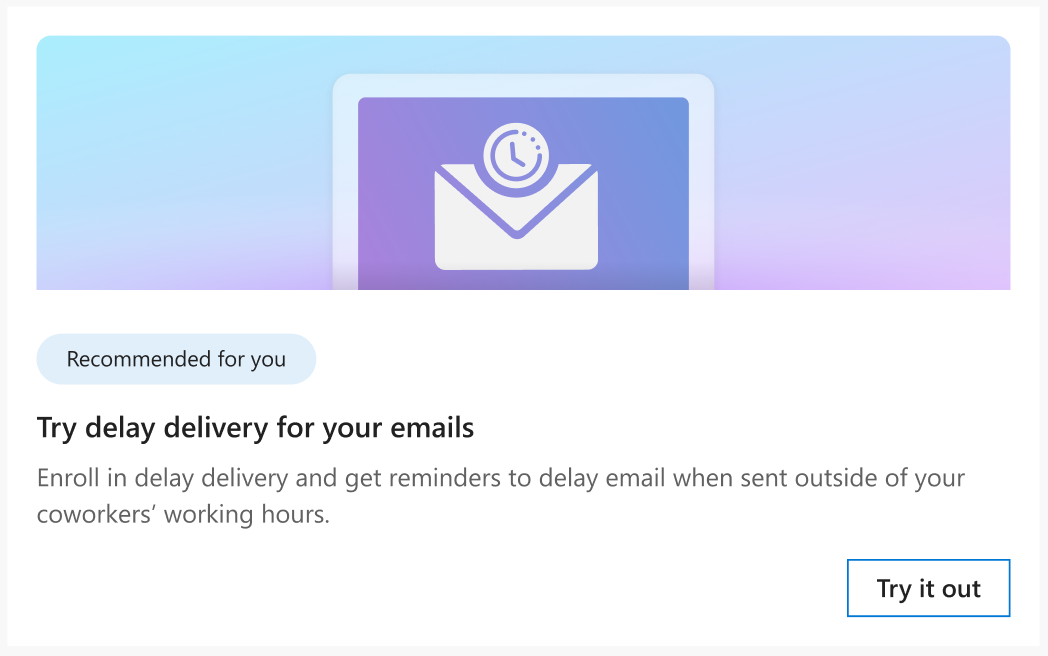 Recommended for you
Try delay delivery for your emails
Enroll in delay delivery and get reminders to delay email when sent outside of your
coworkers’ working hours.
Try it out